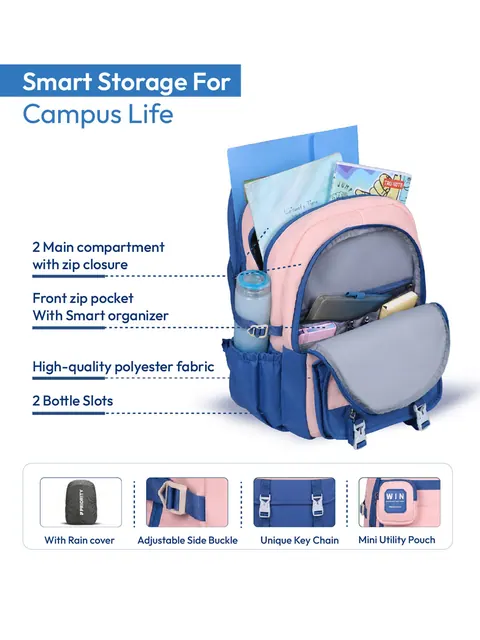 Smart Storage For
Campus Life
2 Main compartment
with zip closure
Front zip pocket
With Smart organizer
High-quality polyester fabric
2 Bottle Slots
JUMP
#PRIORITY
WIN
With Rain cover
Adjustable Side Buckle
Unique Key Chain
Mini Utility Pouch